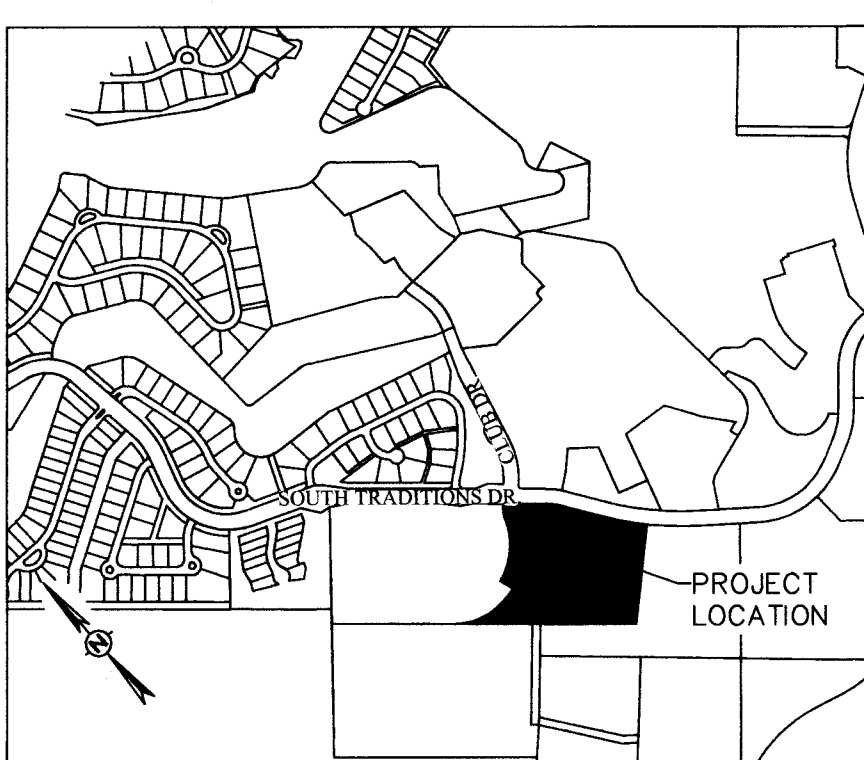 CLUB DR.
SOUTH TRADITIONS DR.
PROJECT
LOCATION
N